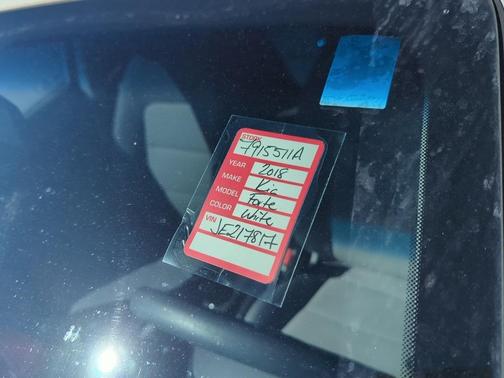 STOCK
7915511A
YEAR 2018
MAKE Kia
MODEL Forte
COLOR White
VIN
JE217817